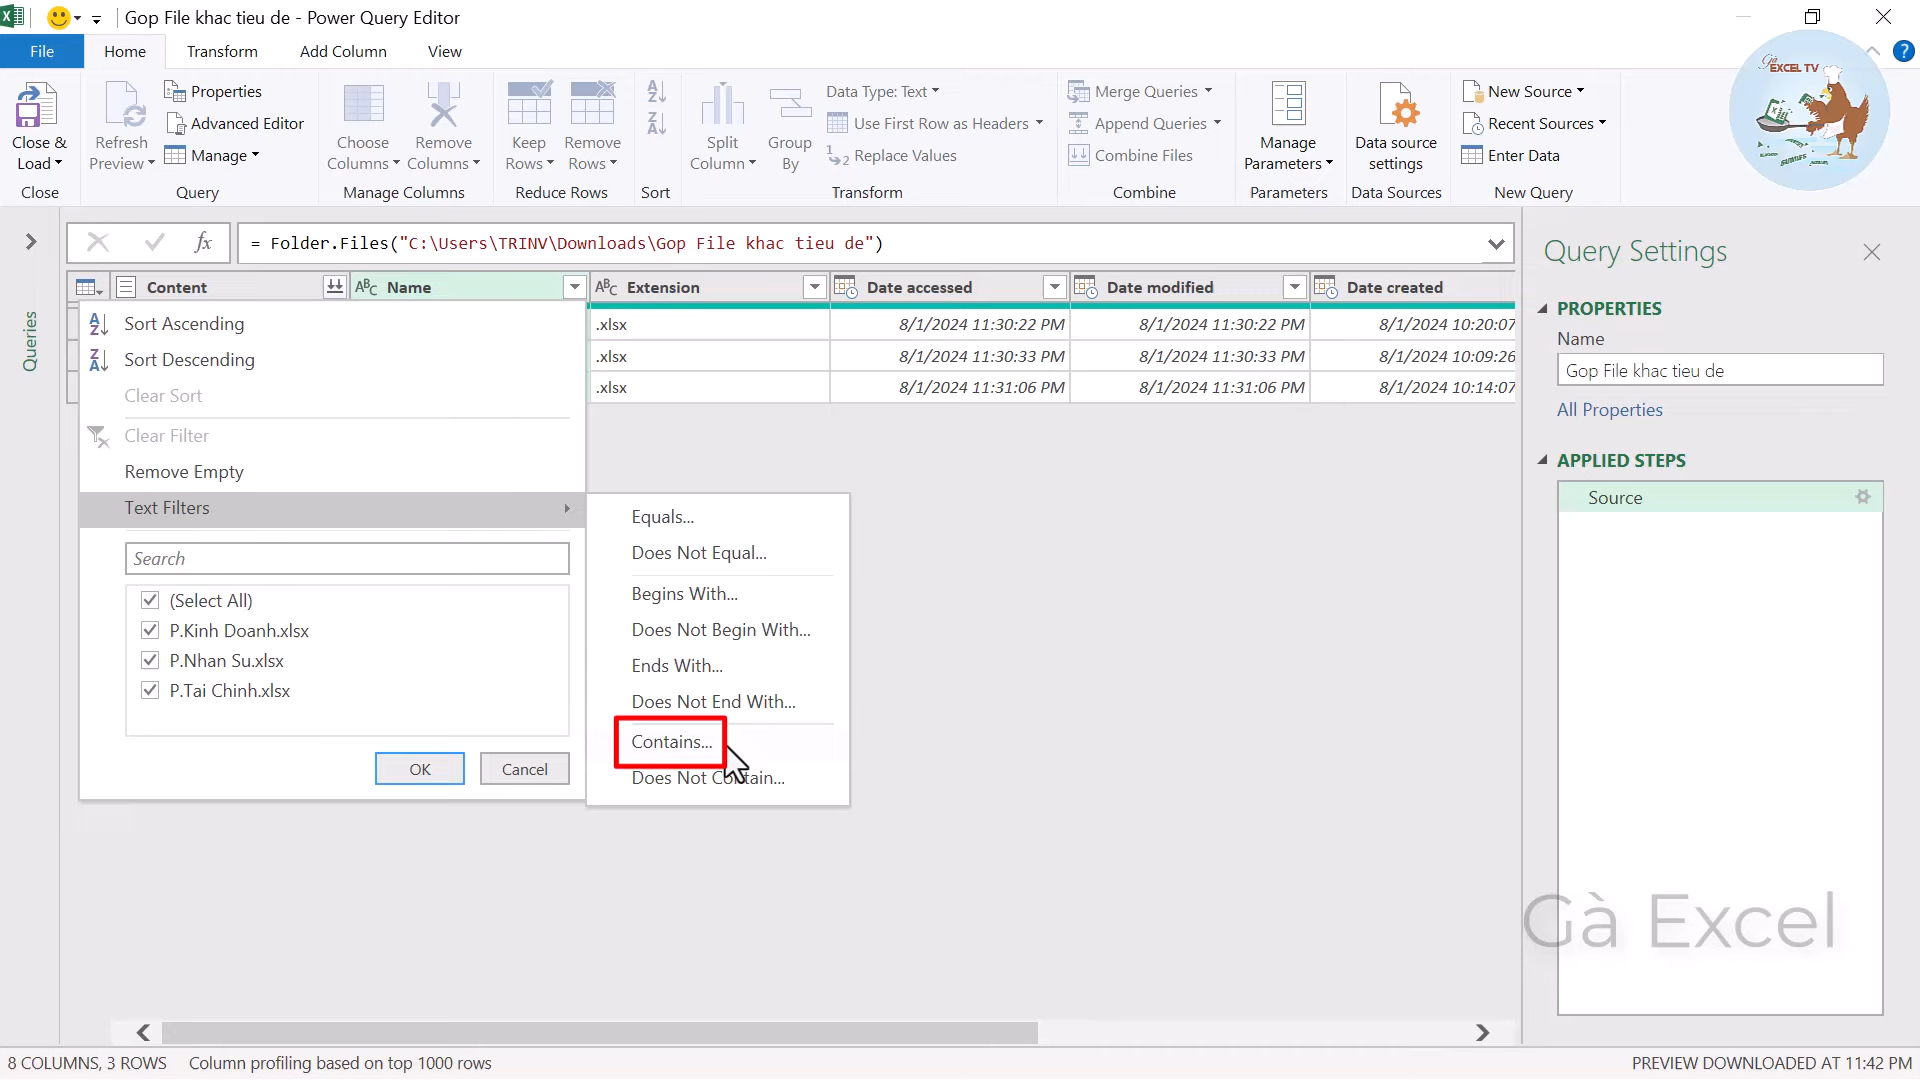 Gop File khac tieu de - Power Query Editor
File
Home
Transform
Add Column
View
Close &
Load
Close
Refresh
Preview
Properties
Advanced Editor
Manage
Query
Choose
Columns
Remove
Columns
Manage Columns
Keep
Rows
Remove
Rows
Reduce Rows
Sort
Split
Column
Group
By
Data Type: Text
Use First Row as Headers
Replace Values
Transform
Merge Queries
Append Queries
Combine Files
Combine
Manage
Parameters
Parameters
Data source
settings
Data Sources
New Source
Recent Sources
Enter Data
New Query
Gà
EXCEL TV
SUMIFS
= Folder.Files("C:\Users\TRINV\Downloads\Gop File khac tieu de")
Queries
Content
Name
Extension
Date accessed
Date modified
Date created
.xlsx 8/1/2024 11:30:22 PM 8/1/2024 11:30:22 PM 8/1/2024 10:20:07
.xlsx 8/1/2024 11:30:33 PM 8/1/2024 11:30:33 PM 8/1/2024 10:09:26
.xlsx 8/1/2024 11:31:06 PM 8/1/2024 11:31:06 PM 8/1/2024 10:14:07
Sort Ascending
Sort Descending
Clear Sort
Clear Filter
Remove Empty
Text Filters
Search
(Select All)
P.Kinh Doanh.xlsx
P.Nhan Su.xlsx
P.Tai Chinh.xlsx
OK
Cancel
Equals...
Does Not Equal...
Begins With...
Does Not Begin With...
Ends With...
Does Not End With...
Contains...
Does Not Contain...
Query Settings
PROPERTIES
Name
Gop File khac tieu de
All Properties
APPLIED STEPS
Source
Gà Excel
8 COLUMNS, 3 ROWS
Column profiling based on top 1000 rows
PREVIEW DOWNLOADED AT 11:42 PM